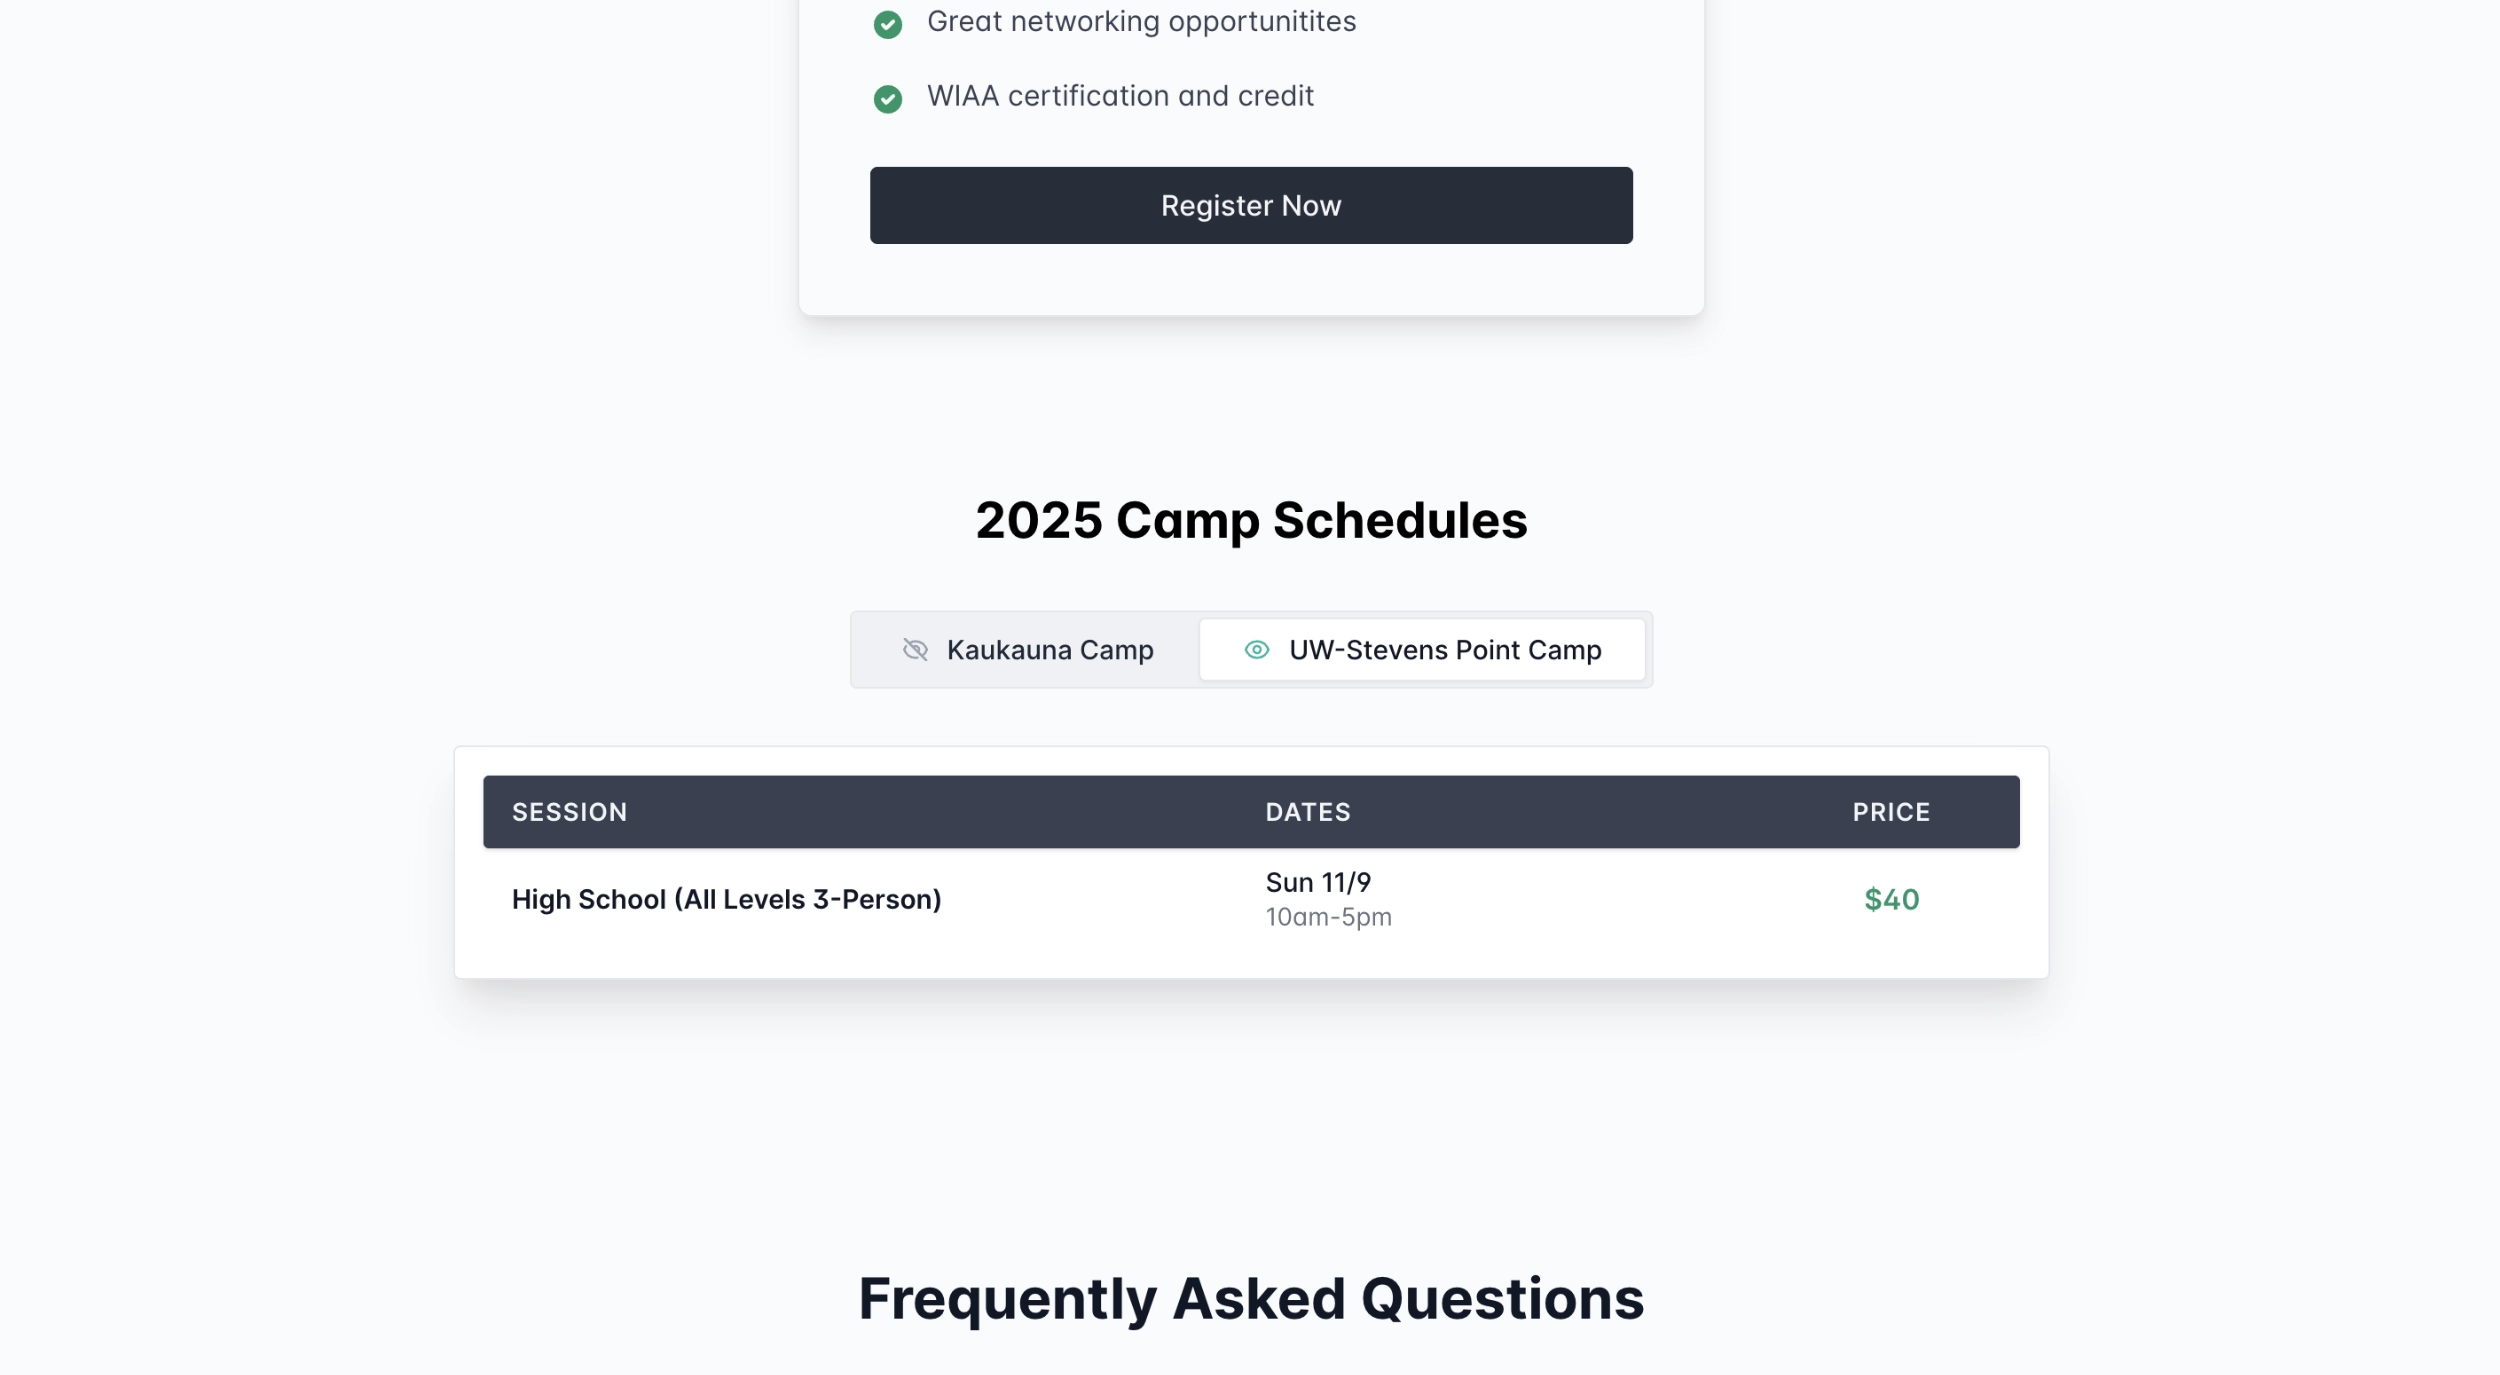 Great networking opportunitites
WIAA certification and credit
Register Now
2025 Camp Schedules
Kaukauna Camp
UW-Stevens Point Camp
SESSION DATES PRICE
High School (All Levels 3-Person) Sun 11/9 $40
10am-5pm
Frequently Asked Questions